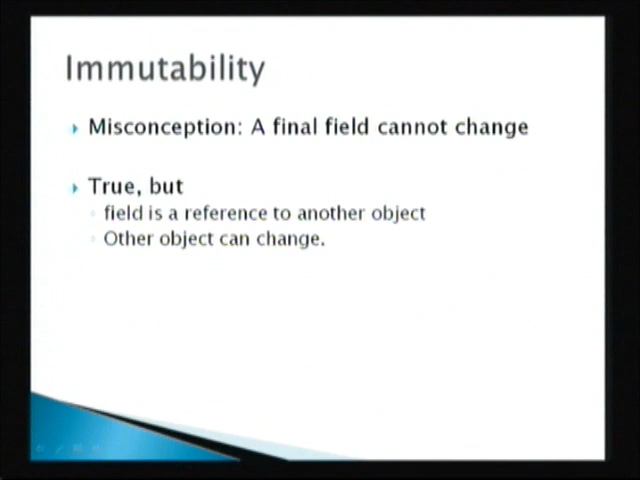 Immutability
Misconception: A final field cannot change
True, but
field is a reference to another object
Other object can change.